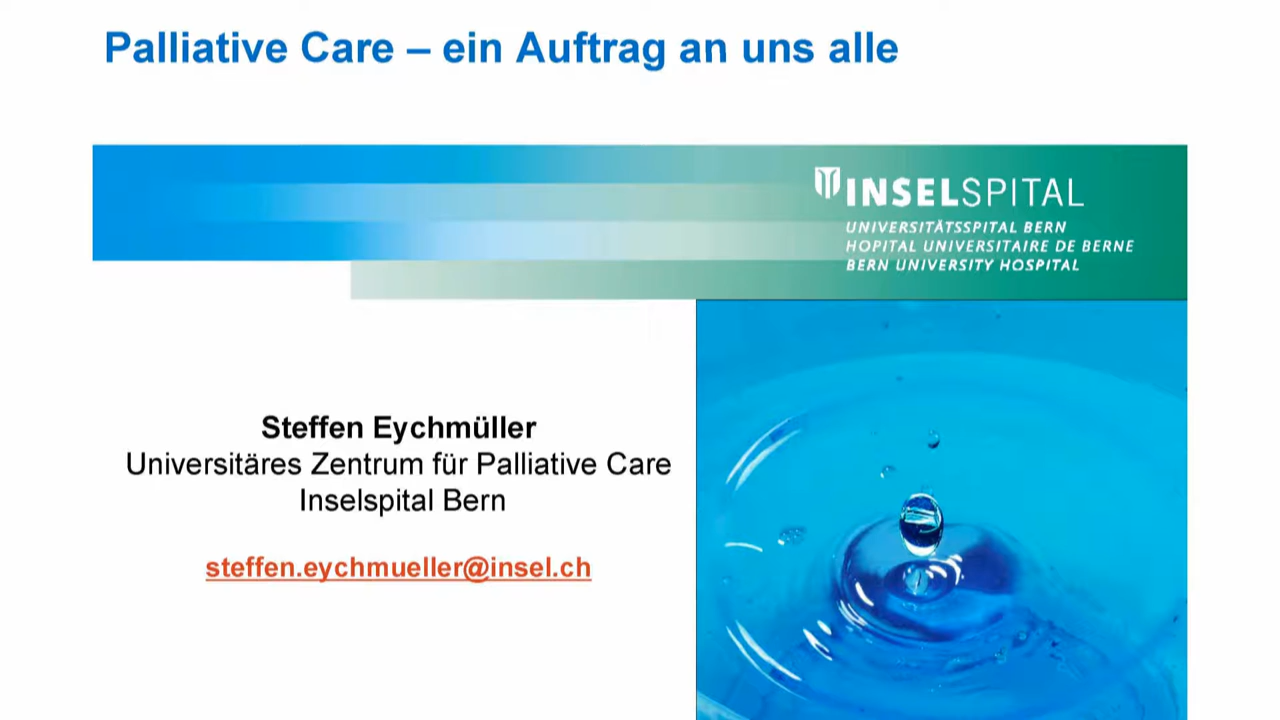 Palliative Care – ein Auftrag an uns alle
INSELSPITAL
UNIVERSITÄTSSPITAL BERN
HOPITAL UNIVERSITAIRE DE BERNE
BERN UNIVERSITY HOSPITAL
Steffen Eychmüller
Universitäres Zentrum für Palliative Care
Inselspital Bern
steffen.eychmueller@insel.ch